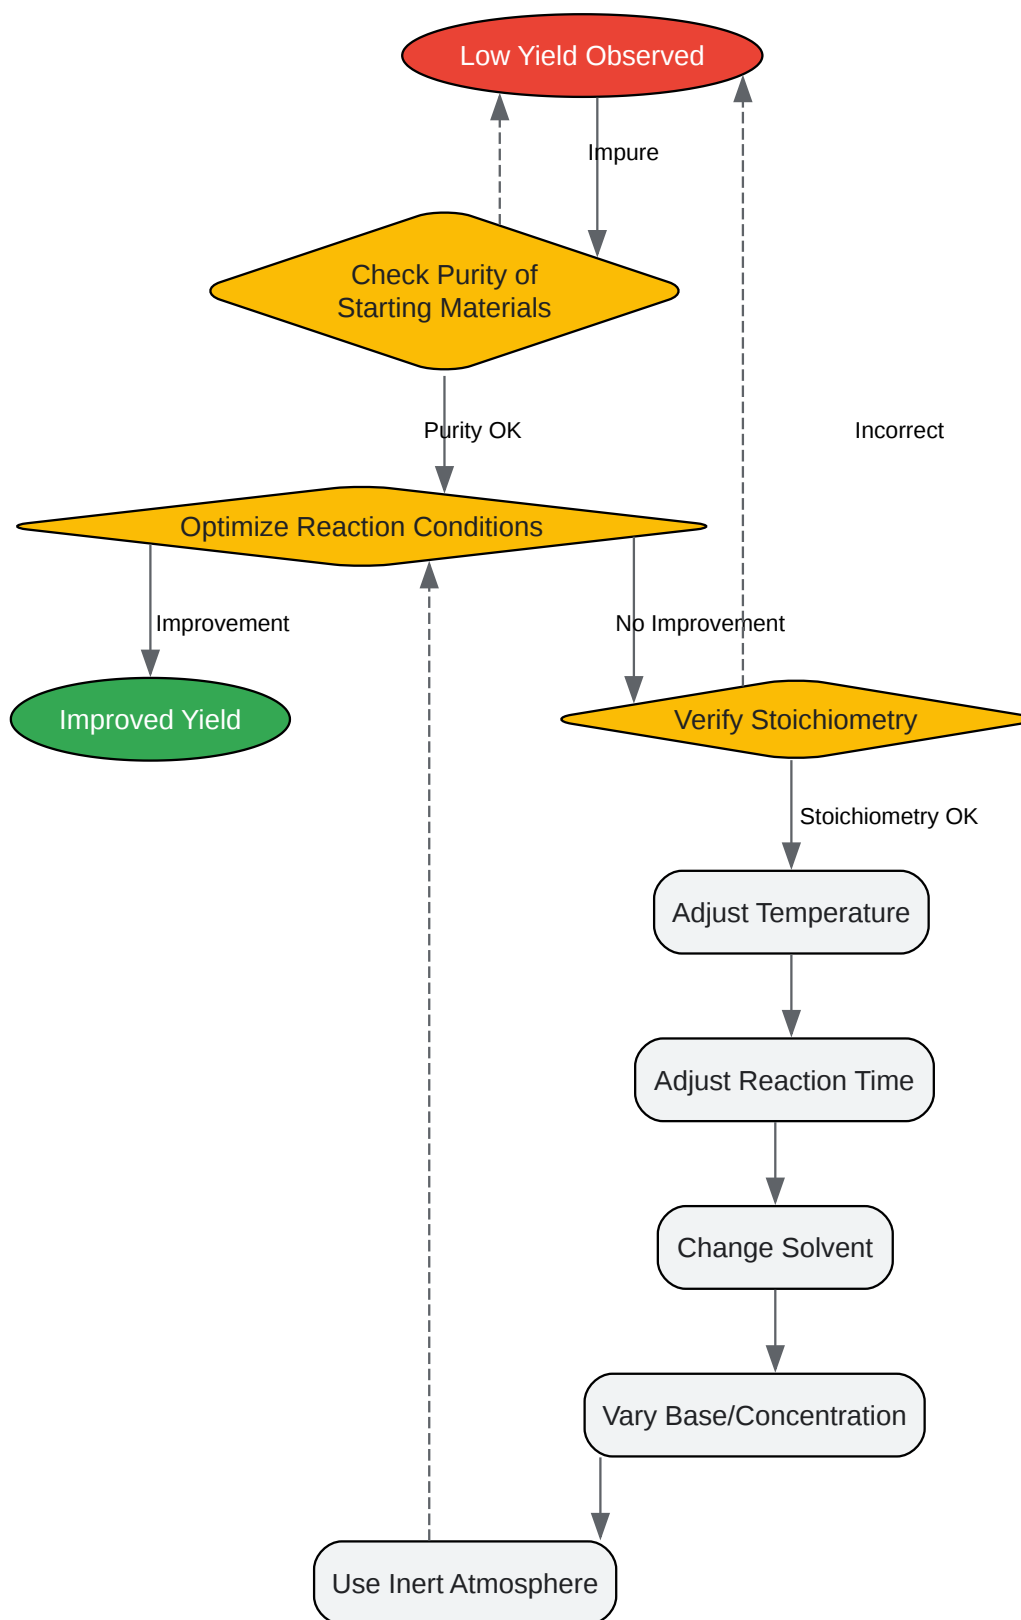 Low Yield Observed
Impure
Check Purity of
Starting Materials
Purity OK
Incorrect
Optimize Reaction Conditions
Improvement
No Improvement
Improved Yield
Verify Stoichiometry
Stoichiometry OK
Adjust Temperature
Adjust Reaction Time
Change Solvent
Vary Base/Concentration
Use Inert Atmosphere